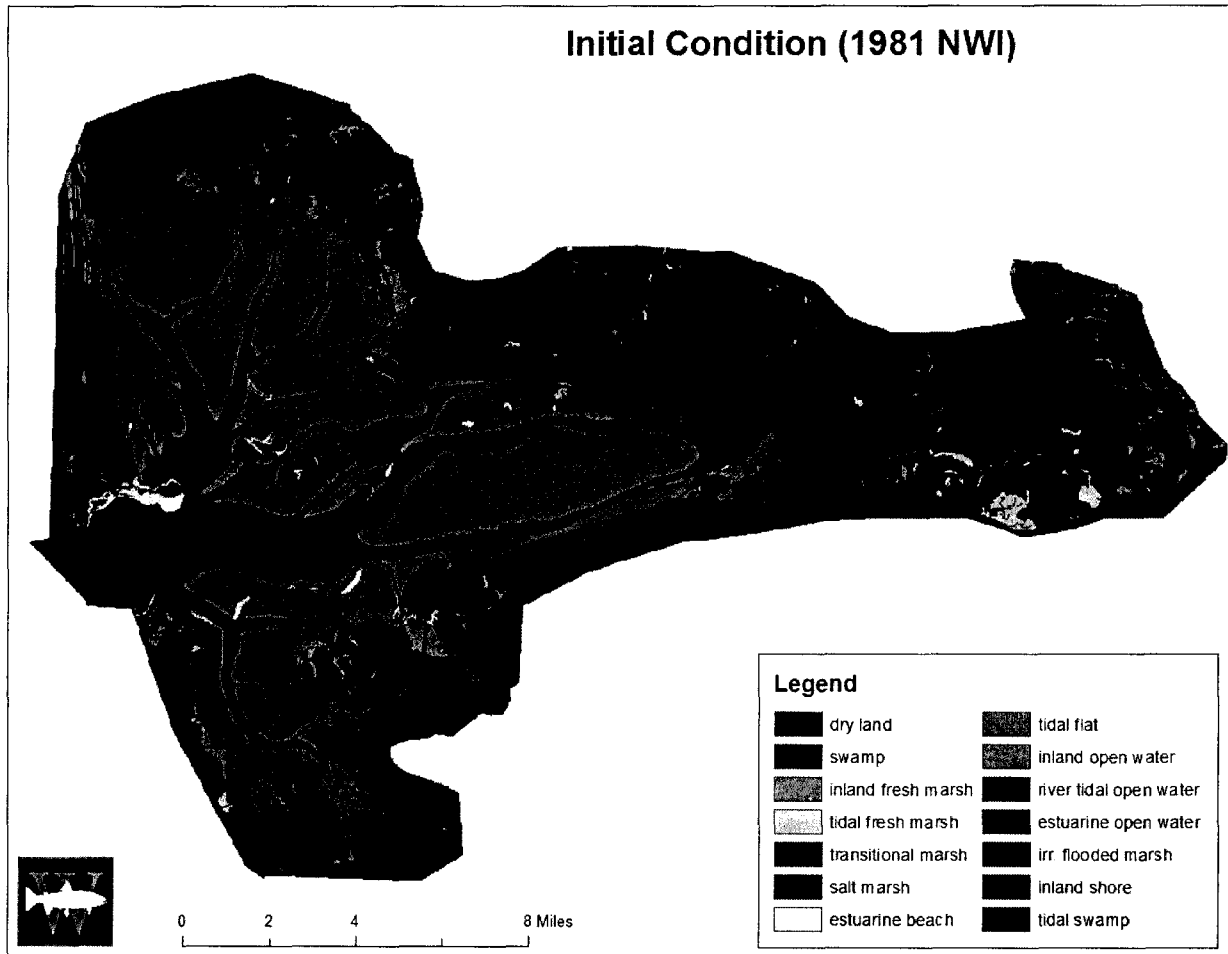 Initial Condition (1981 NWI)
Legend
dry land
swamp
inland fresh marsh
tidal fresh marsh
transitional marsh
salt marsh
estuarine beach
tidal flat
inland open water
river tidal open water
estuarine open water
irr. flooded marsh
inland shore
tidal swamp
0 2 4 8 Miles